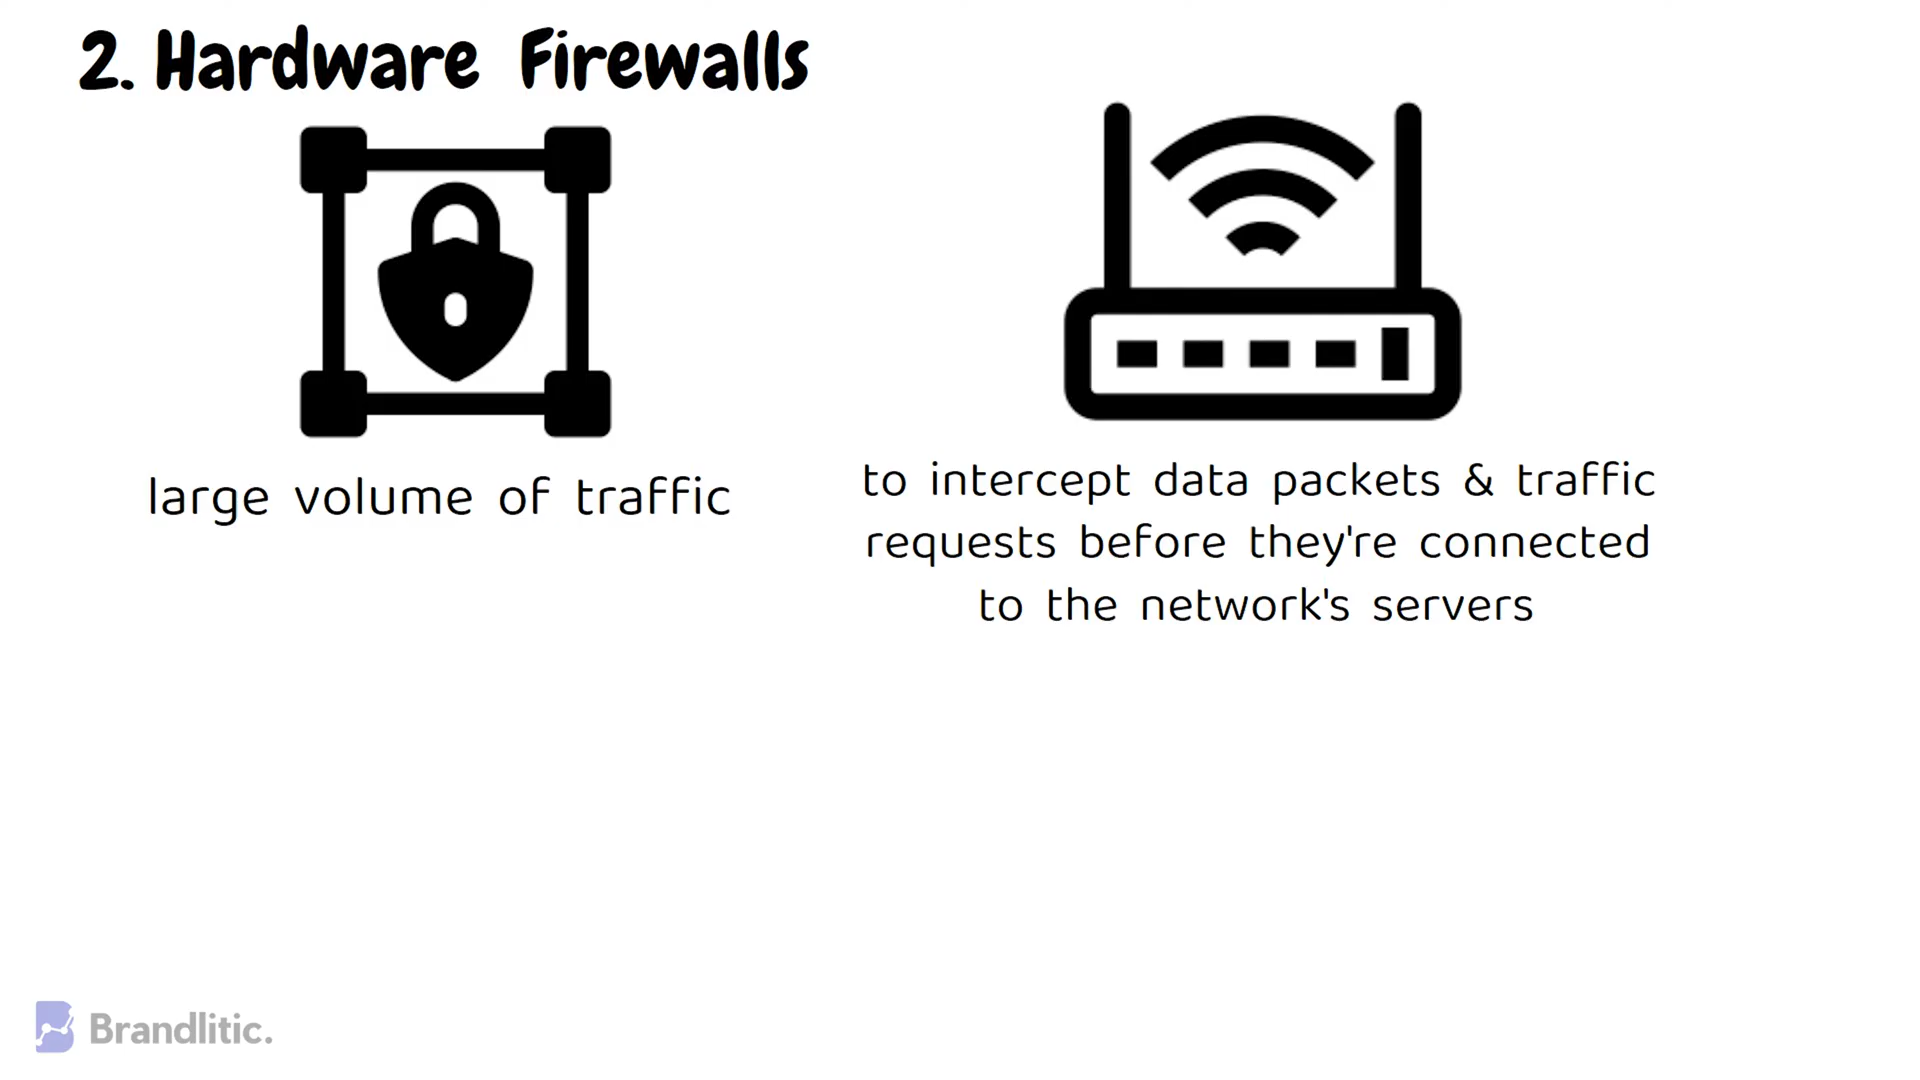 2. Hardware Firewalls
large volume of traffic
to intercept data packets & traffic
requests before they're connected
to the network's servers
Brandlitic.